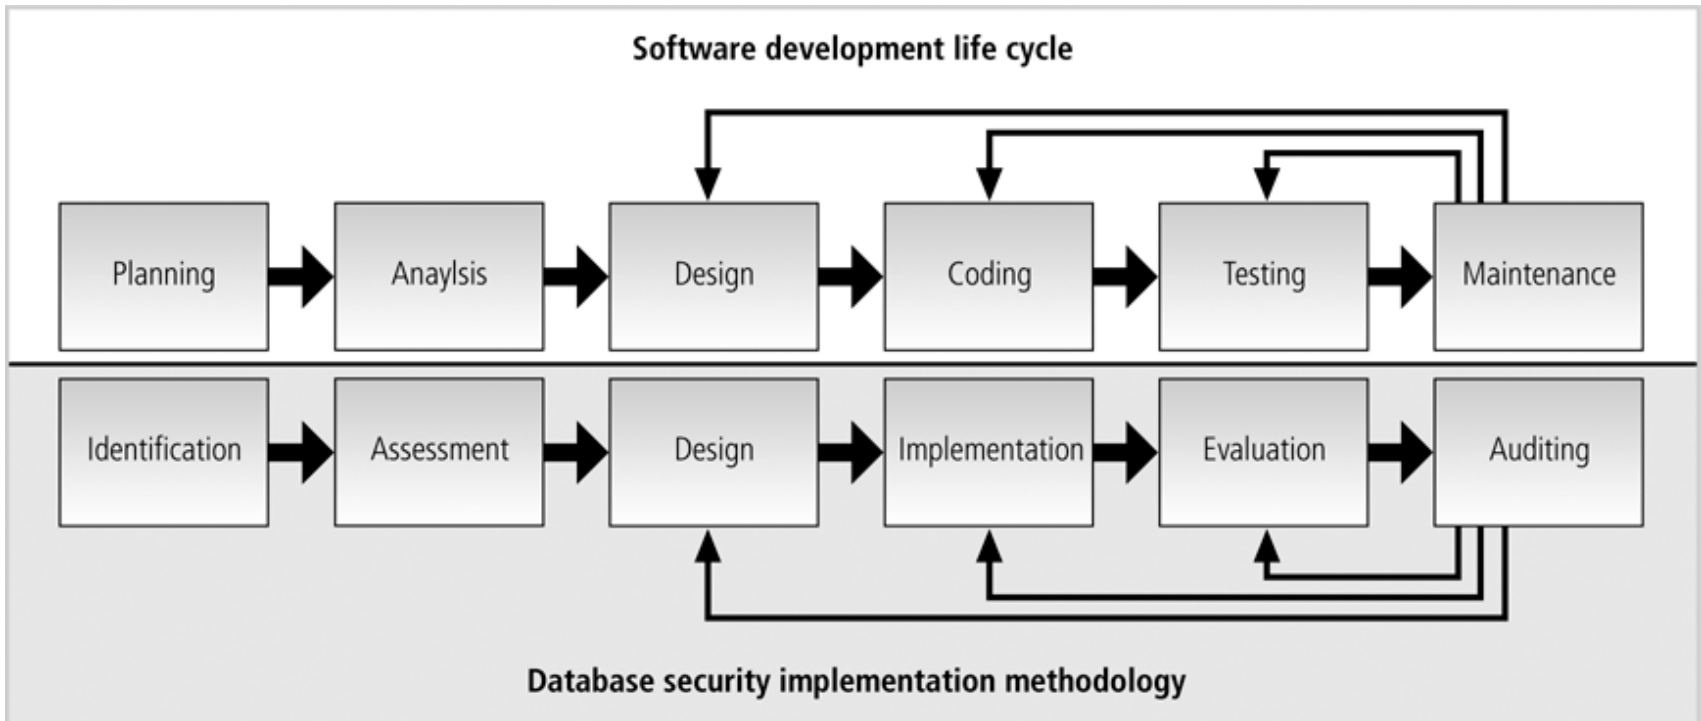 Software development life cycle
Planning
Anaylsis
Design
Coding
Testing
Maintenance
Identification
Assessment
Design
Implementation
Evaluation
Auditing
Database security implementation methodology